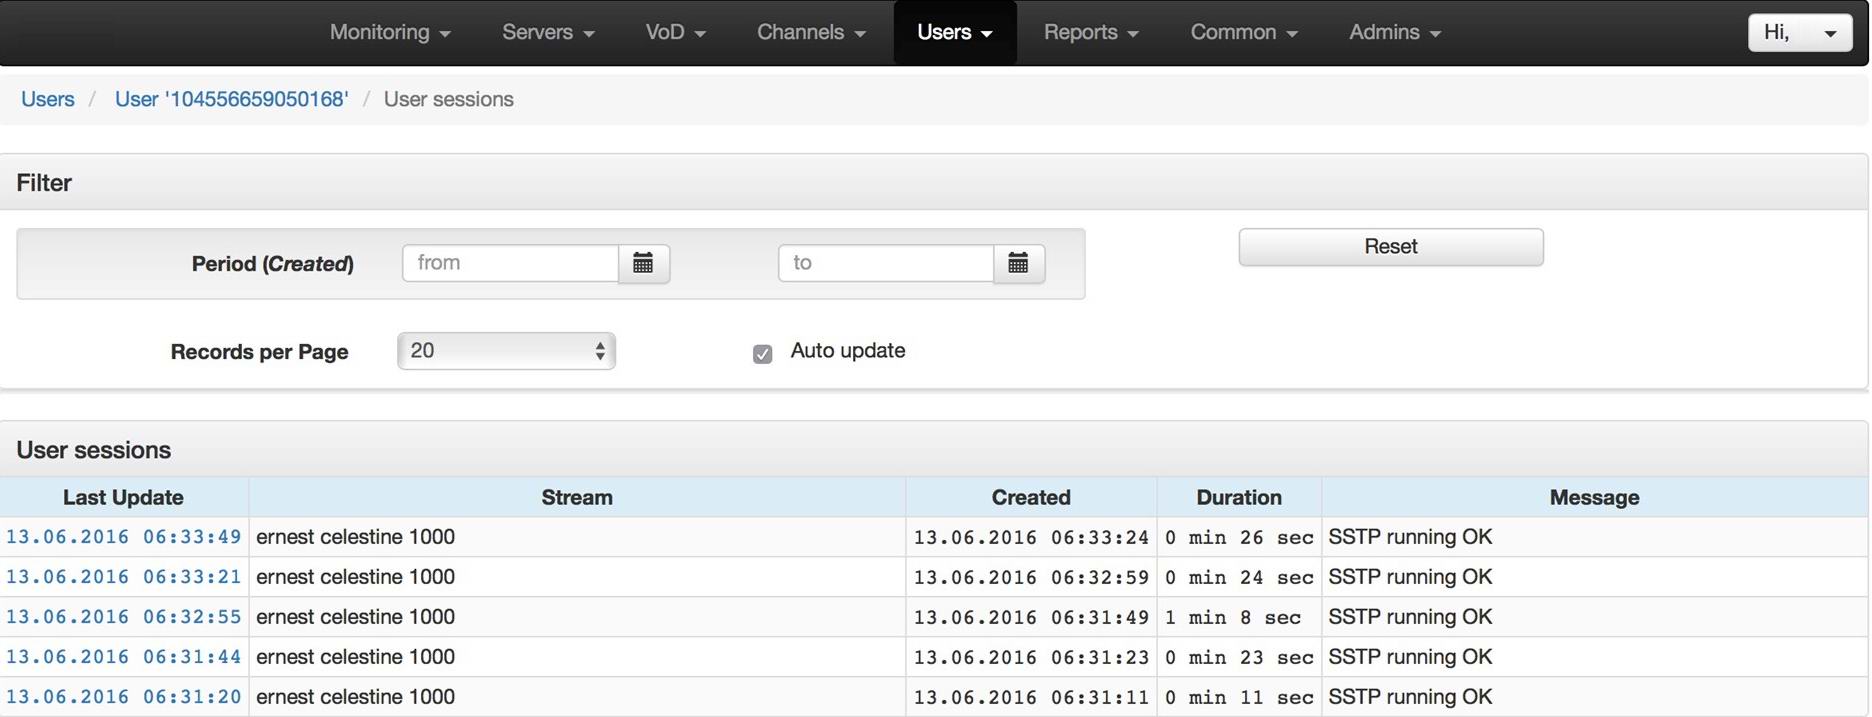 Monitoring Servers VoD Channels Users Reports Common Admins Hi,
Users / User '104556659050168' / User sessions
Filter
Period (Created) from to Reset
Records per Page 20 Auto update
User sessions
Last Update Stream Created Duration Message
13.06.2016 06:33:49 ernest celestine 1000 13.06.2016 06:33:24 0 min 26 sec SSTP running OK
13.06.2016 06:33:21 ernest celestine 1000 13.06.2016 06:32:59 0 min 24 sec SSTP running OK
13.06.2016 06:32:55 ernest celestine 1000 13.06.2016 06:31:49 1 min 8 sec SSTP running OK
13.06.2016 06:31:44 ernest celestine 1000 13.06.2016 06:31:23 0 min 23 sec SSTP running OK
13.06.2016 06:31:20 ernest celestine 1000 13.06.2016 06:31:11 0 min 11 sec SSTP running OK